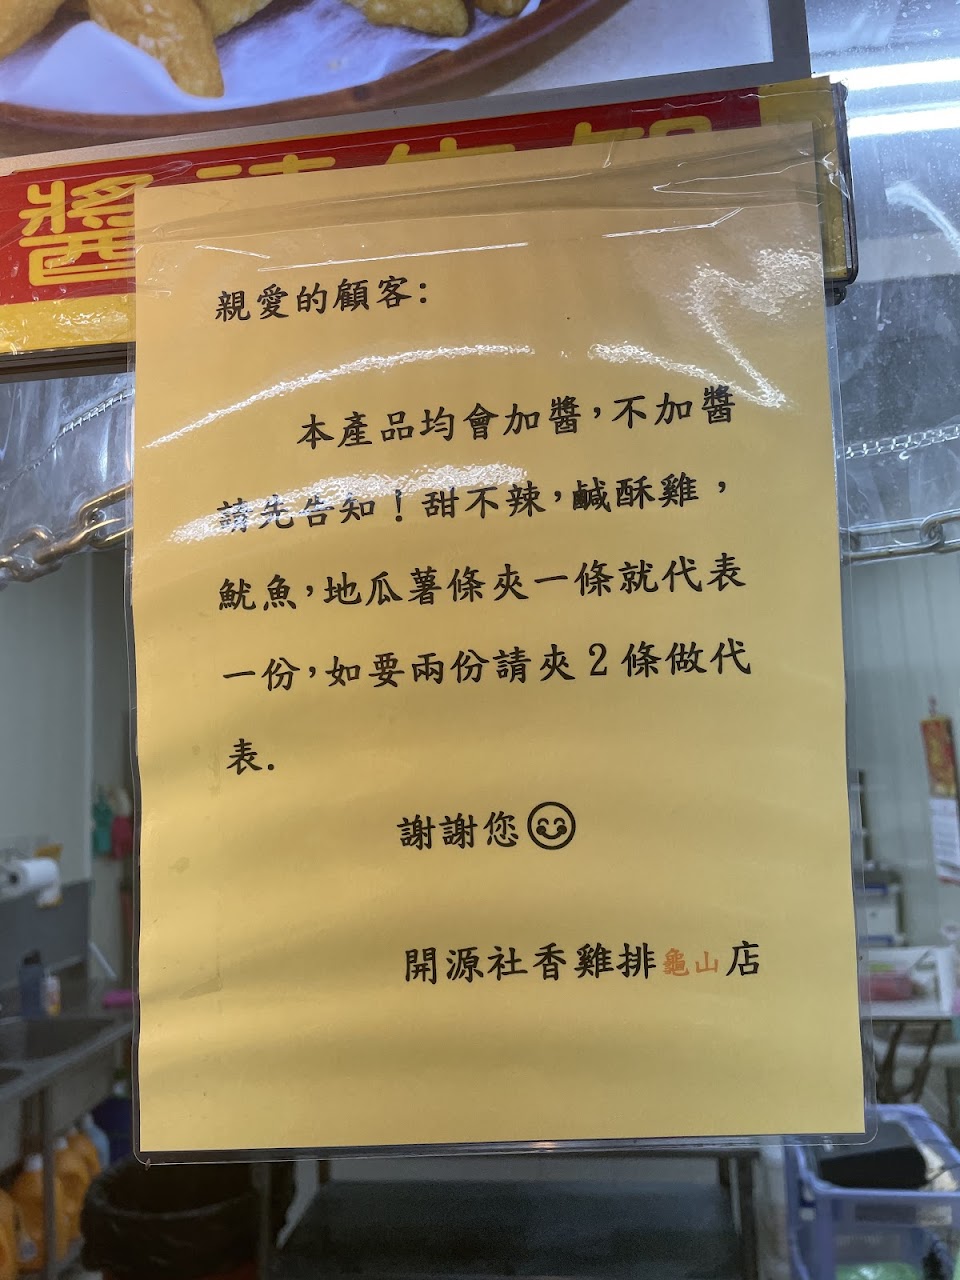 醬
親愛的顧客:
本產品均會加醬,不加醬
請先告知!甜不辣,鹹酥雞,
魷魚,地瓜薯條夾一條就代表
一份,如要兩份請夾2條做代
表.
謝謝您😊
開源社香雞排龜山店